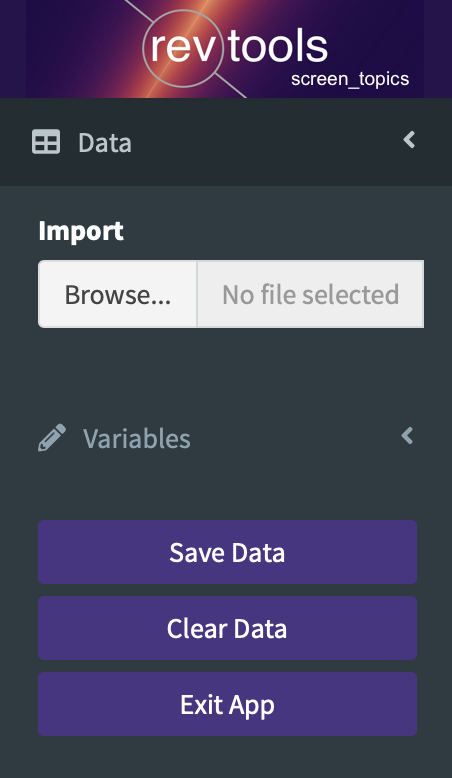 revtools
screen_topics
Data
Import
Browse... No file selected
Variables
Save Data
Clear Data
Exit App